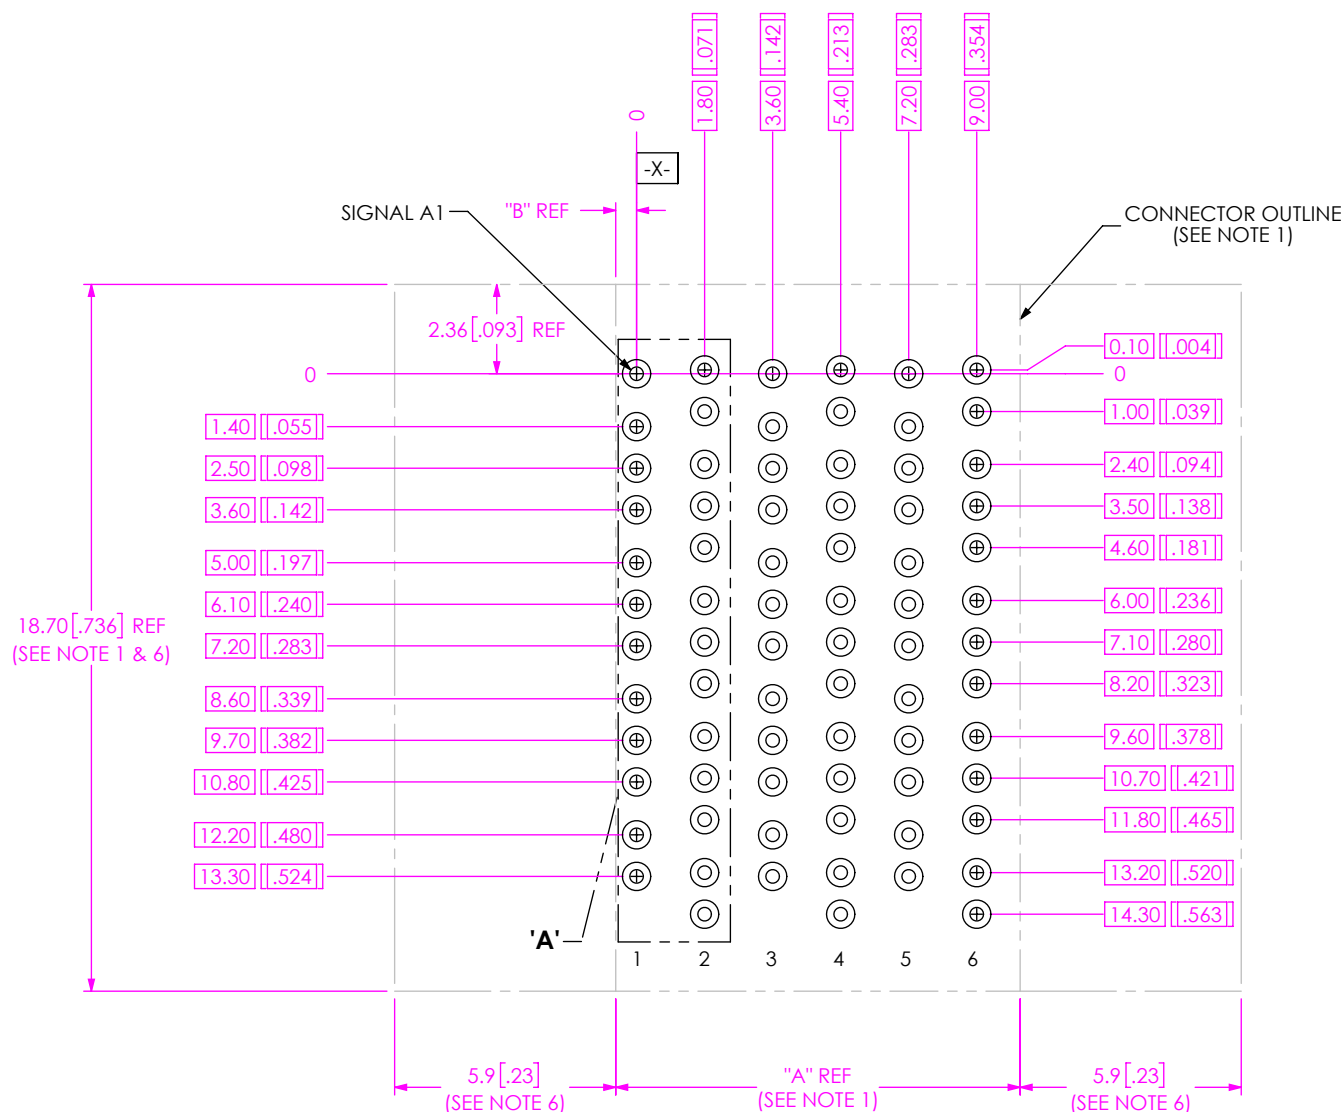 1.80 [.071]
3.60 [.142]
5.40 [.213]
7.20 [.283]
9.00 [.354]
0
-X-
SIGNAL A1
"B" REF
CONNECTOR OUTLINE
(SEE NOTE 1)
2.36[.093] REF
0
0.10 [.004]
0
1.40 [.055]
1.00 [.039]
2.50 [.098]
2.40 [.094]
3.60 [.142]
3.50 [.138]
5.00 [.197]
4.60 [.181]
6.10 [.240]
6.00 [.236]
18.70[.736] REF
(SEE NOTE 1 & 6)
7.20 [.283]
7.10 [.280]
8.60 [.339]
8.20 [.323]
9.70 [.382]
9.60 [.378]
10.80 [.425]
10.70 [.421]
12.20 [.480]
11.80 [.465]
13.30 [.524]
13.20 [.520]
14.30 [.563]
'A'
1 2 3 4 5 6
5.9[.23]
(SEE NOTE 6)
"A" REF
(SEE NOTE 1)
5.9[.23]
(SEE NOTE 6)